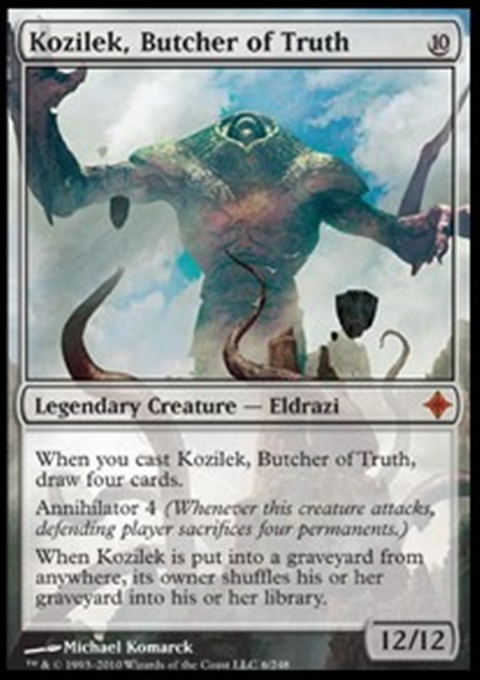 Kozilek, Butcher of Truth 10
Legendary Creature — Eldrazi
When you cast Kozilek, Butcher of Truth,
draw four cards.
Annihilator 4 (Whenever this creature attacks,
defending player sacrifices four permanents.)
When Kozilek is put into a graveyard from
anywhere, its owner shuffles his or her
graveyard into his or her library.
Michael Komarck
12/12
™ & © 1993–2010 Wizards of the Coast LLC 6/248